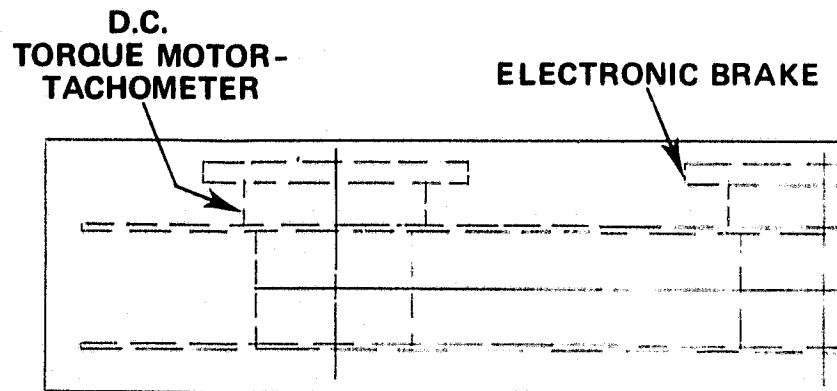 D.C.
TORQUE MOTOR-
TACHOMETER
ELECTRONIC BRAKE